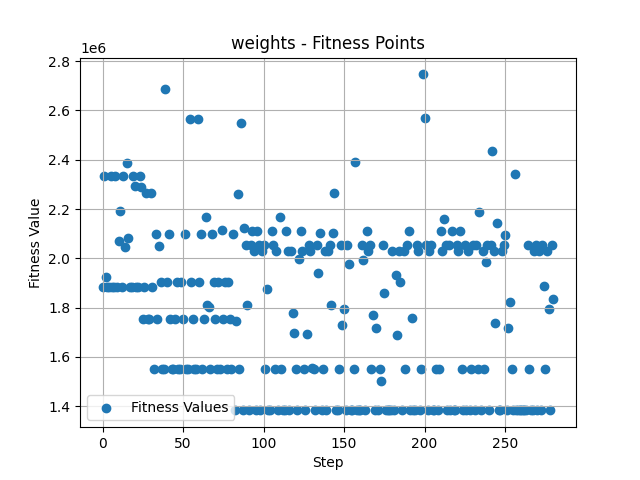 weights - Fitness Points
1e6
2.8
2.6
2.4
2.2
2.0
1.8
1.6
1.4
Fitness Value
Fitness Values
0 50 100 150 200 250
Step